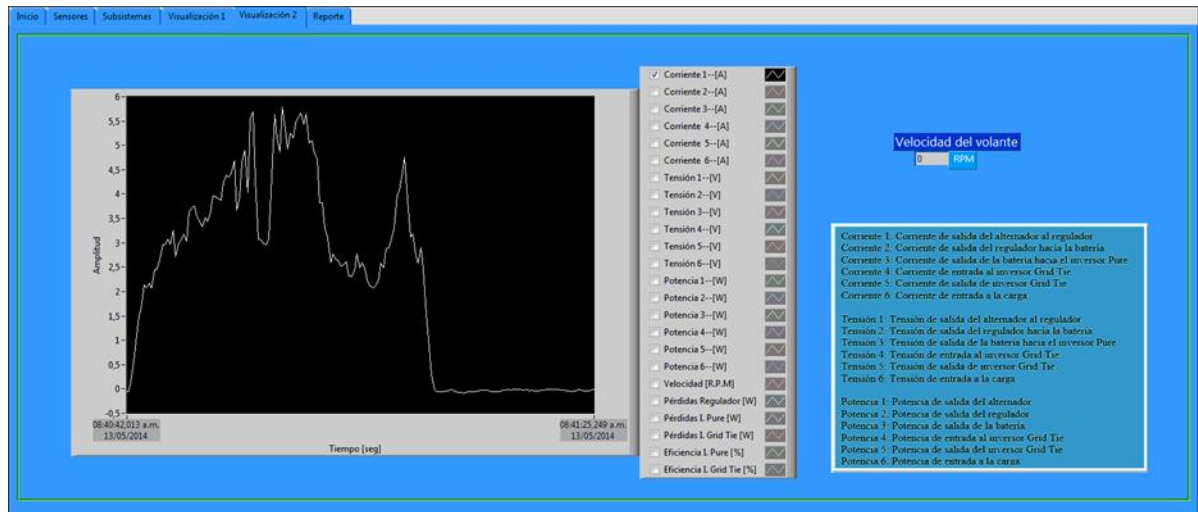 Inicio Sensores Subsistemas Visualización 1 Visualización 2 Reporte
Amplitud
6
5,5
5
4,5
4
3,5
3
2,5
2
1,5
1
0,5
0
-0,5
08:40:42,013 a.m.
13/05/2014
08:41:25,249 a.m.
13/05/2014
Tiempo [seg]
Corriente 1--[A]
Corriente 2--[A]
Corriente 3--[A]
Corriente 4--[A]
Corriente 5--[A]
Corriente 6--[A]
Tensión 1--[V]
Tensión 2--[V]
Tensión 3--[V]
Tensión 4--[V]
Tensión 5--[V]
Tensión 6--[V]
Potencia 1--[W]
Potencia 2--[W]
Potencia 3--[W]
Potencia 4--[W]
Potencia 5--[W]
Potencia 6--[W]
Velocidad [R.P.M]
Pérdidas Regulador [W]
Pérdidas I. Pure [W]
Pérdidas I. Grid Tie [W]
Eficiencia I. Pure [%]
Eficiencia I. Grid Tie [%]
Velocidad del volante
0 RPM
Corriente 1: Corriente de salida del alternador al regulador
Corriente 2: Corriente de salida del regulador hacia la batería
Corriente 3: Corriente de salida de la batería hacia el inversor Pure
Corriente 4: Corriente de entrada al inversor Grid Tie
Corriente 5: Corriente de salida de inversor Grid Tie
Corriente 6: Corriente de entrada a la carga
Tensión 1: Tensión de salida del alternador al regulador
Tensión 2: Tensión de salida del regulador hacia la batería
Tensión 3: Tensión de salida de la batería hacia el inversor Pure
Tensión 4: Tensión de entrada al inversor Grid Tie
Tensión 5: Tensión de salida de inversor Grid Tie
Tensión 6: Tensión de entrada a la carga
Potencia 1: Potencia de salida del alternador
Potencia 2: Potencia de salida del regulador
Potencia 3: Potencia de salida de la batería
Potencia 4: Potencia de entrada al inversor Grid Tie
Potencia 5: Potencia de salida del inversor Grid Tie
Potencia 6: Potencia de entrada a la carga